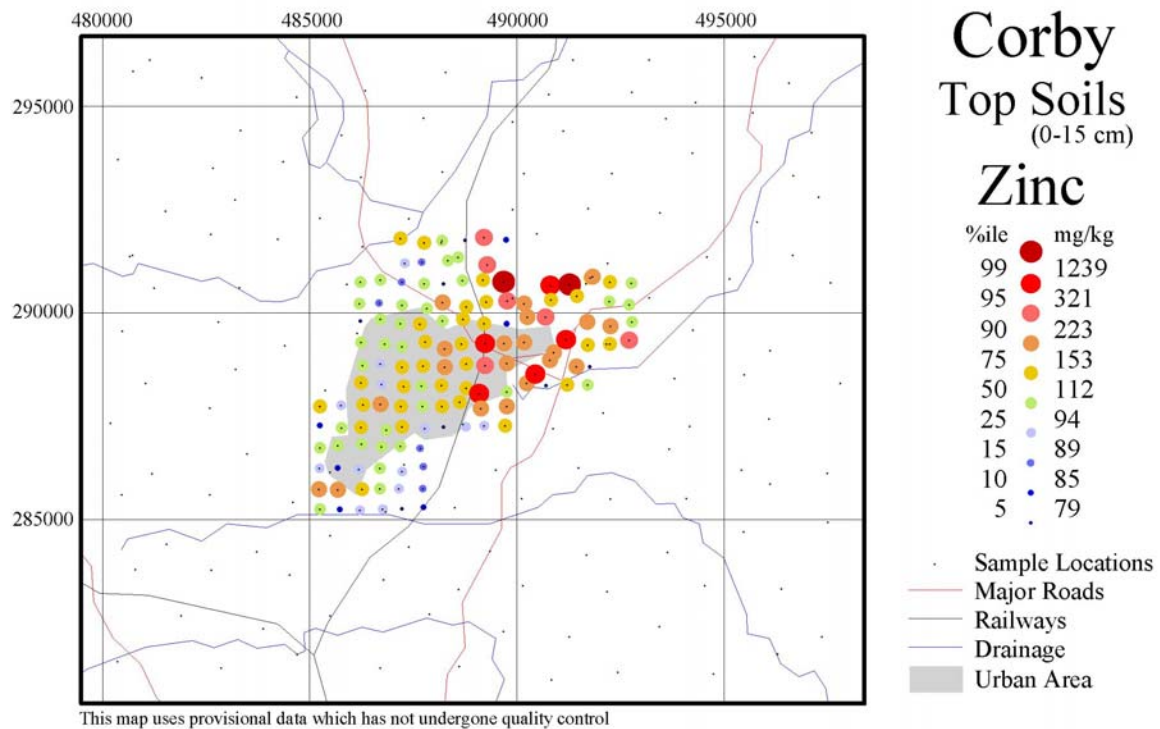 480000 485000 490000 495000
295000
290000
285000
This map uses provisional data which has not undergone quality control
Corby
Top Soils
(0-15 cm)
Zinc
%ile mg/kg
99 1239
95 321
90 223
75 153
50 112
25 94
15 89
10 85
5 79
Sample Locations
Major Roads
Railways
Drainage
Urban Area